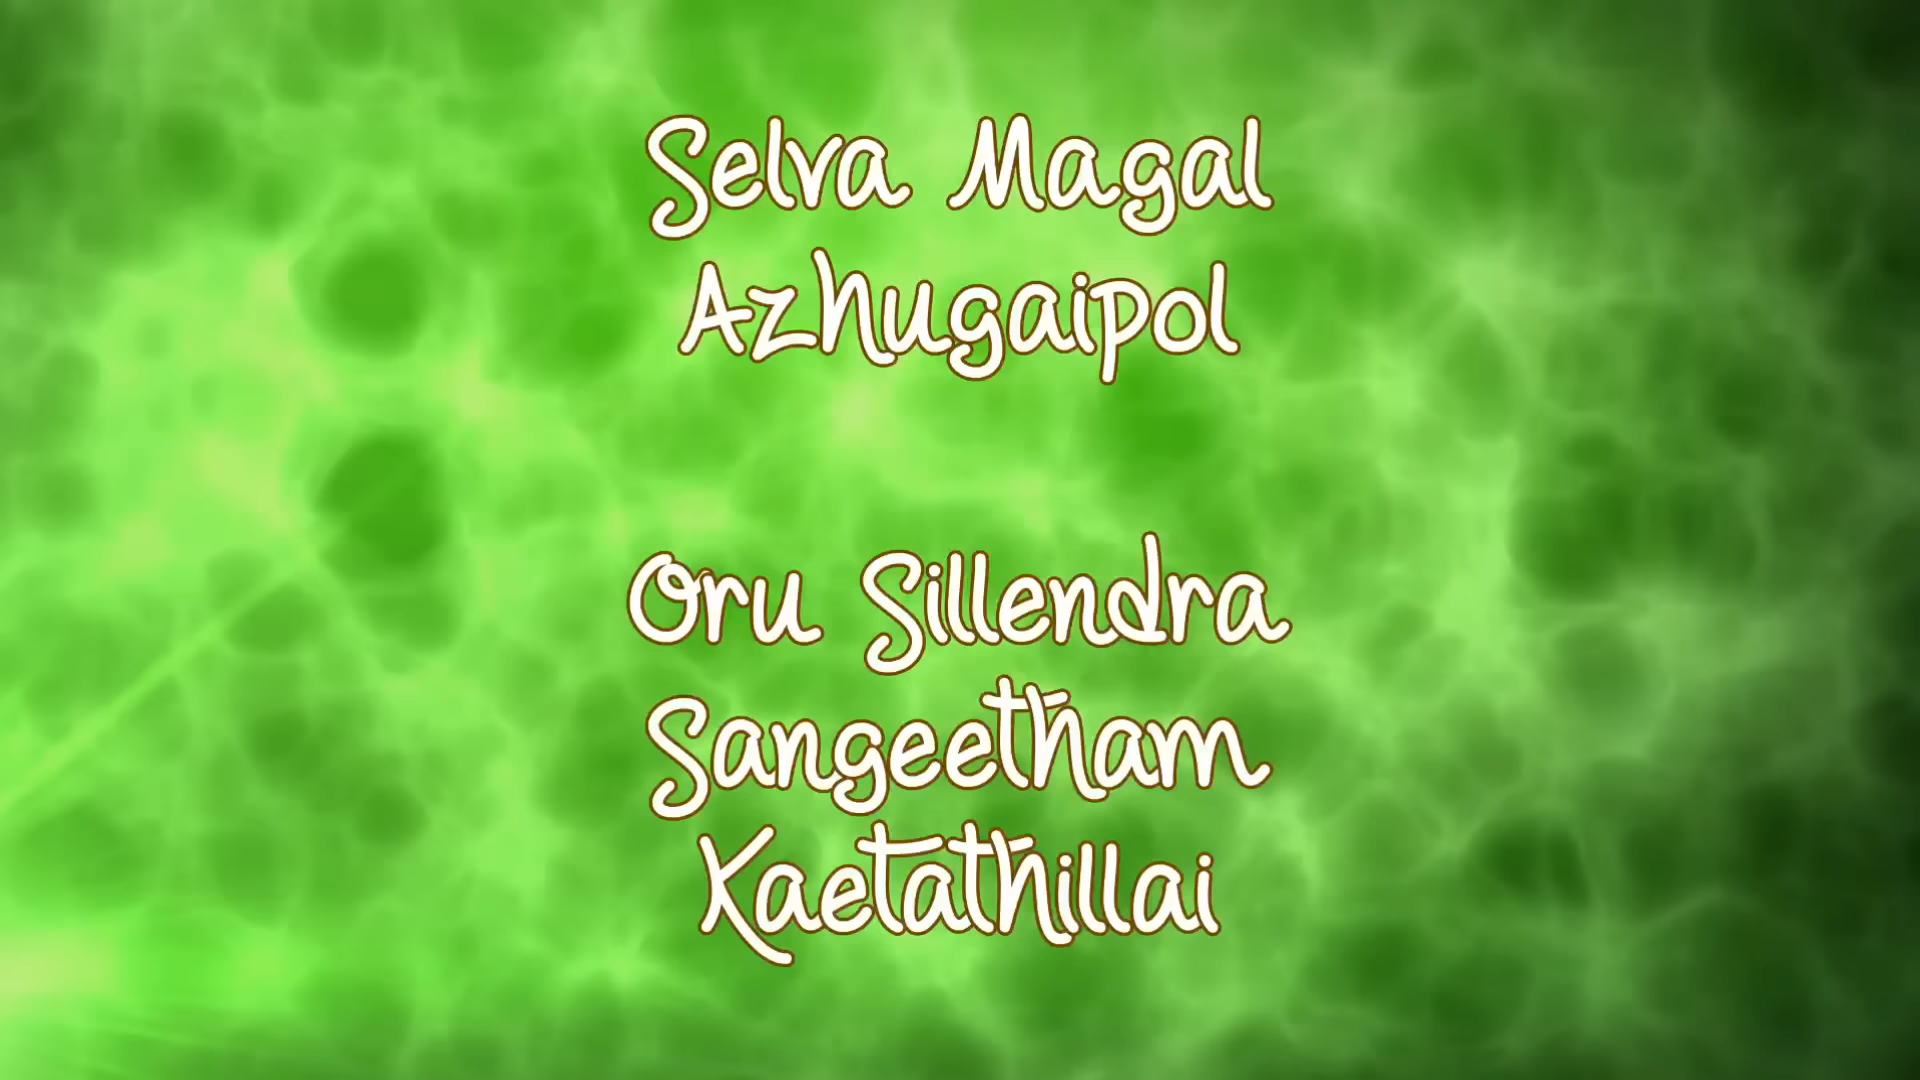 Selva Magal
Azhugaipol
Oru Sillendra
Sangeetham
Kaetathillai